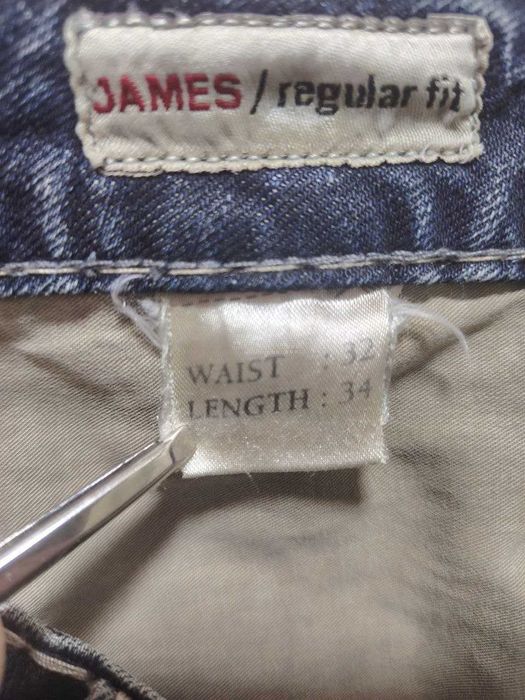 JAMES / regular fit
WAIST : 32
LENGTH : 34